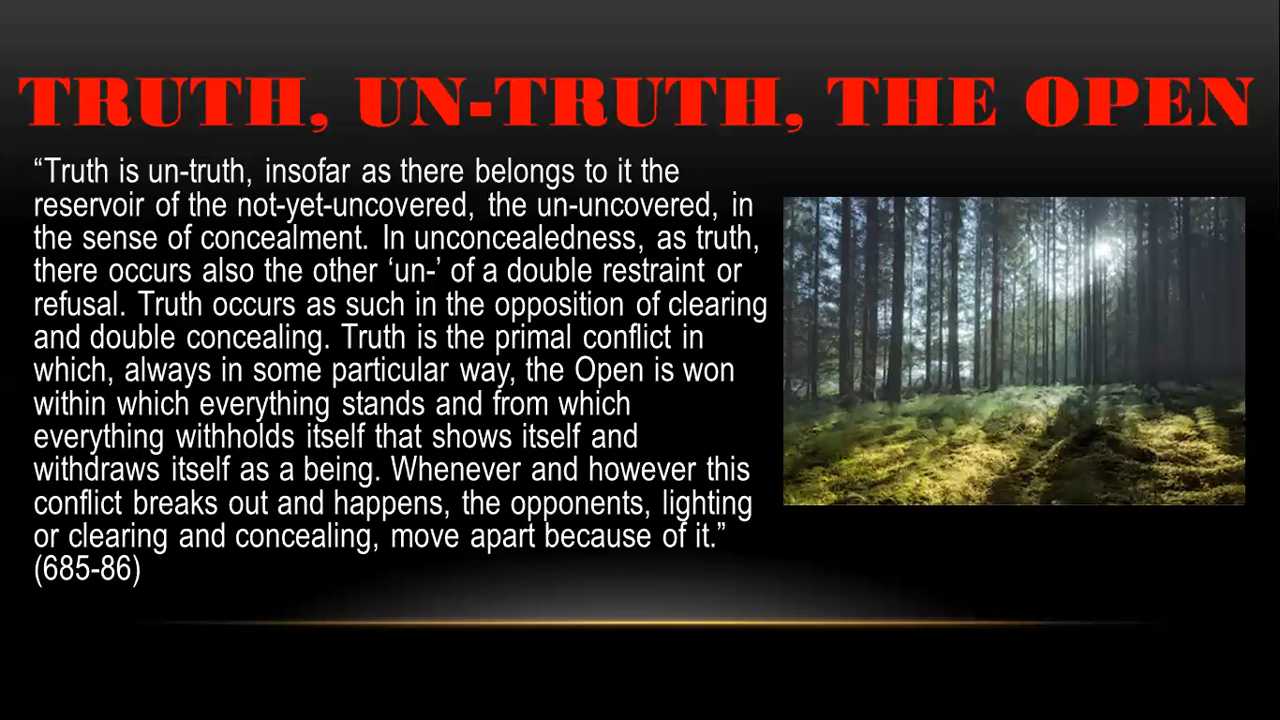 TRUTH, UN-TRUTH, THE OPEN
“Truth is un-truth, insofar as there belongs to it the
reservoir of the not-yet-uncovered, the un-uncovered, in
the sense of concealment. In unconcealedness, as truth,
there occurs also the other ‘un-’ of a double restraint or
refusal. Truth occurs as such in the opposition of clearing
and double concealing. Truth is the primal conflict in
which, always in some particular way, the Open is won
within which everything stands and from which
everything withholds itself that shows itself and
withdraws itself as a being. Whenever and however this
conflict breaks out and happens, the opponents, lighting
or clearing and concealing, move apart because of it.”
(685-86)